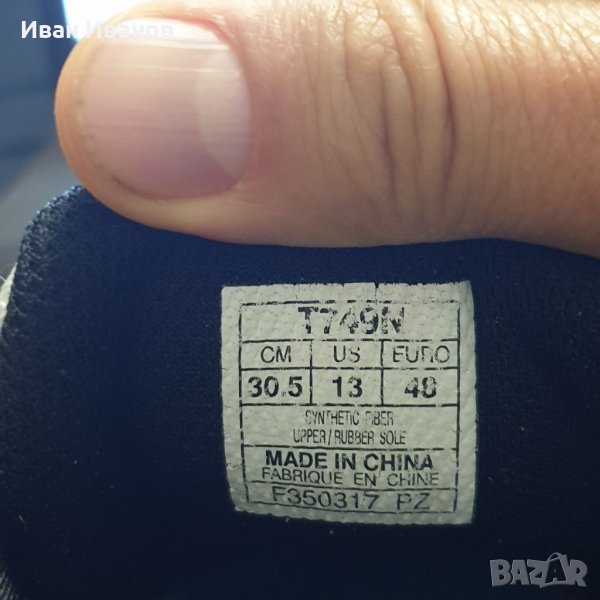 Иван Иванов
T749N
CM US EURO
30.5 13 48
SYNTHETIC FIBER
UPPER/RUBBER SOLE
MADE IN CHINA
FABRIQUE EN CHINE
F350317 PZ
BAZAR